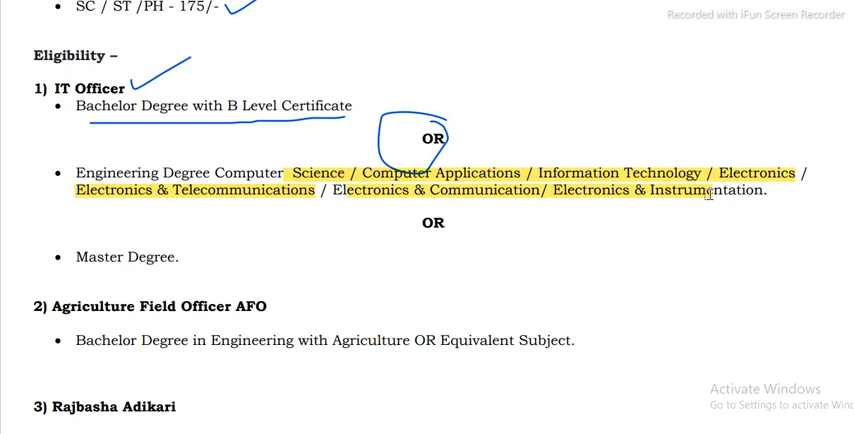 • SC / ST /PH - 175/-
Recorded with iFun Screen Recorder
Eligibility –
1) IT Officer
• Bachelor Degree with B Level Certificate
OR
• Engineering Degree Computer Science / Computer Applications / Information Technology / Electronics /
Electronics & Telecommunications / Electronics & Communication/ Electronics & Instrumentation.
OR
• Master Degree.
2) Agriculture Field Officer AFO
• Bachelor Degree in Engineering with Agriculture OR Equivalent Subject.
Activate Windows
Go to Settings to activate Winc
3) Rajbasha Adikari